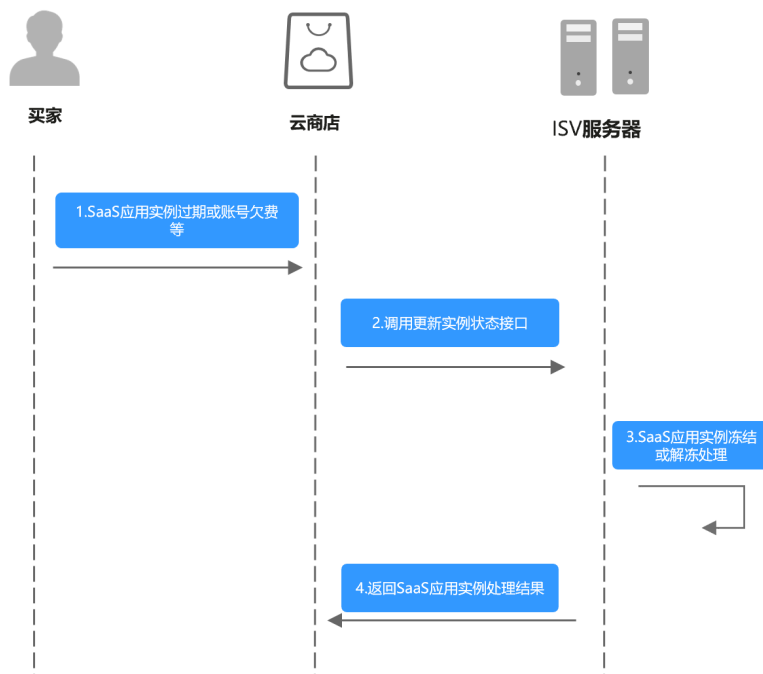 买家
云商店
ISV服务器
1.SaaS应用实例过期或账号欠费
等
2.调用更新实例状态接口
3.SaaS应用实例冻结
或解冻处理
4.返回SaaS应用实例处理结果